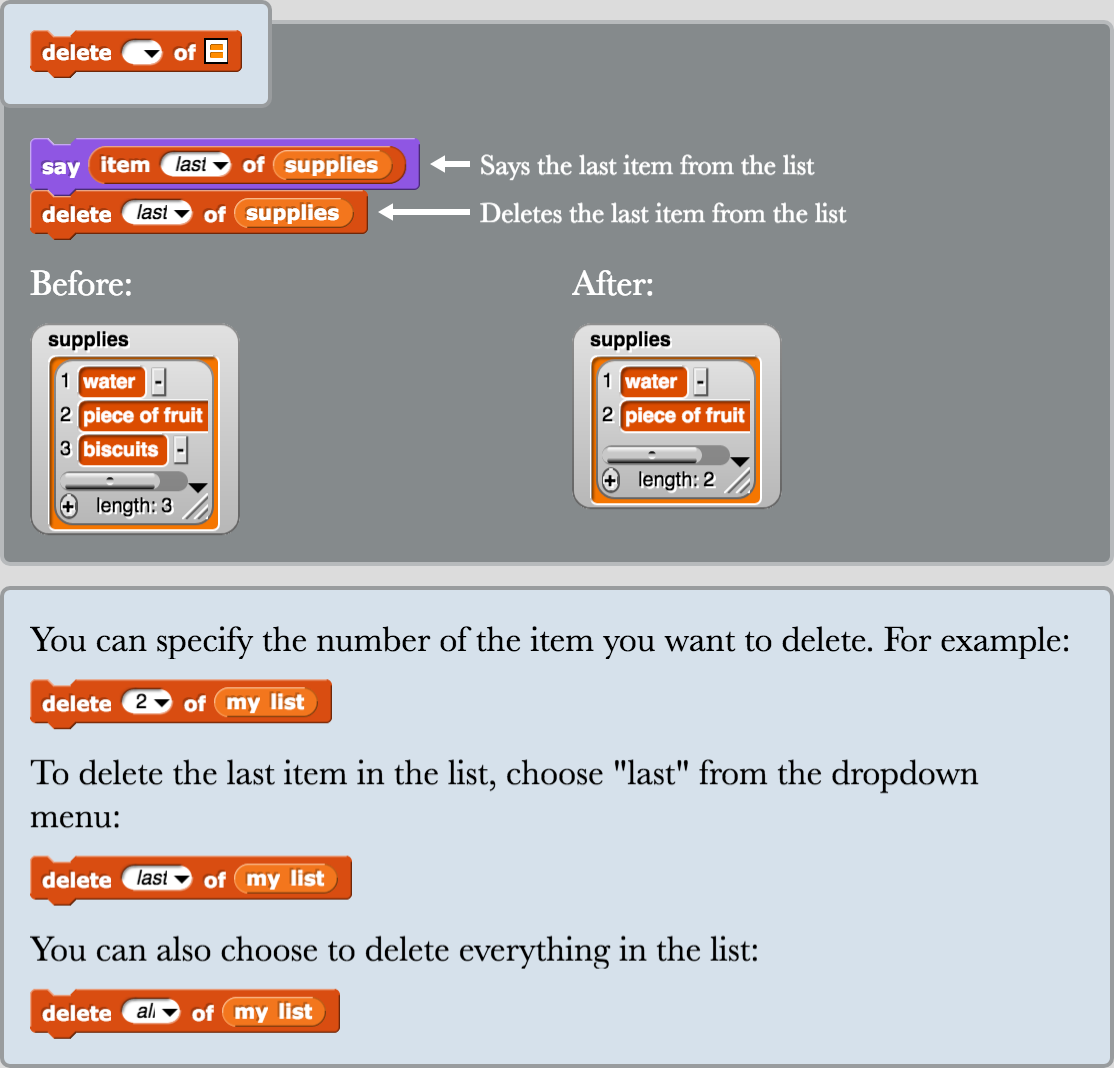 delete of
say item last of supplies
Says the last item from the list
delete last of supplies
Deletes the last item from the list
Before:
After:
supplies
1 water -
2 piece of fruit
3 biscuits -
+ length: 3
supplies
1 water -
2 piece of fruit
+ length: 2
You can specify the number of the item you want to delete. For example:
delete 2 of my list
To delete the last item in the list, choose "last" from the dropdown
menu:
delete last of my list
You can also choose to delete everything in the list:
delete all of my list